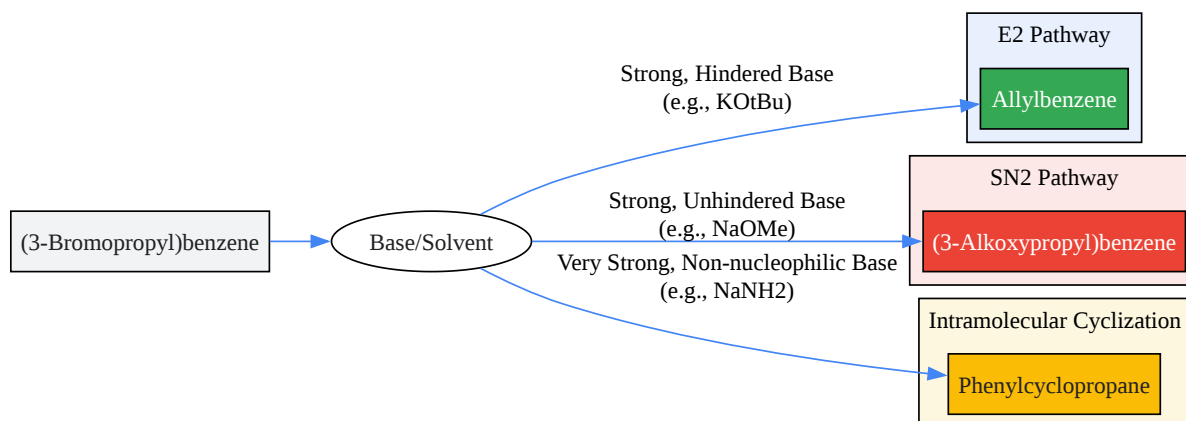 E2 Pathway
Allylbenzene
Strong, Hindered Base
(e.g., KOtBu)
SN2 Pathway
(3-Alkoxypropyl)benzene
Strong, Unhindered Base
(e.g., NaOMe)
(3-Bromopropyl)benzene
Base/Solvent
Very Strong, Non-nucleophilic Base
(e.g., NaNH2)
Intramolecular Cyclization
Phenylcyclopropane